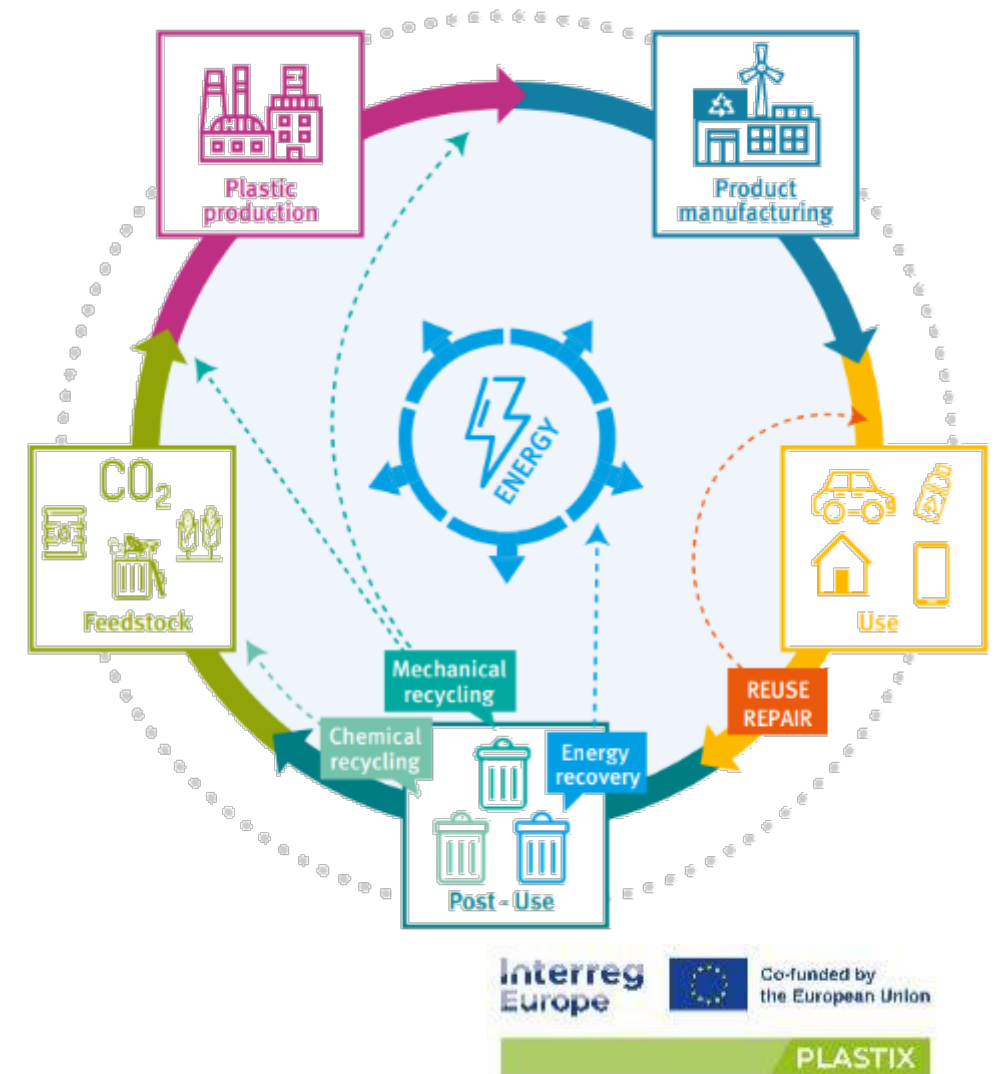 Plastic
production
Product
manufacturing
ENERGY
CO₂
Feedstock
Use
Mechanical
recycling
REUSE
REPAIR
Chemical
recycling
Energy
recovery
Post - Use
Interreg
Europe
Co-funded by
the European Union
PLASTIX